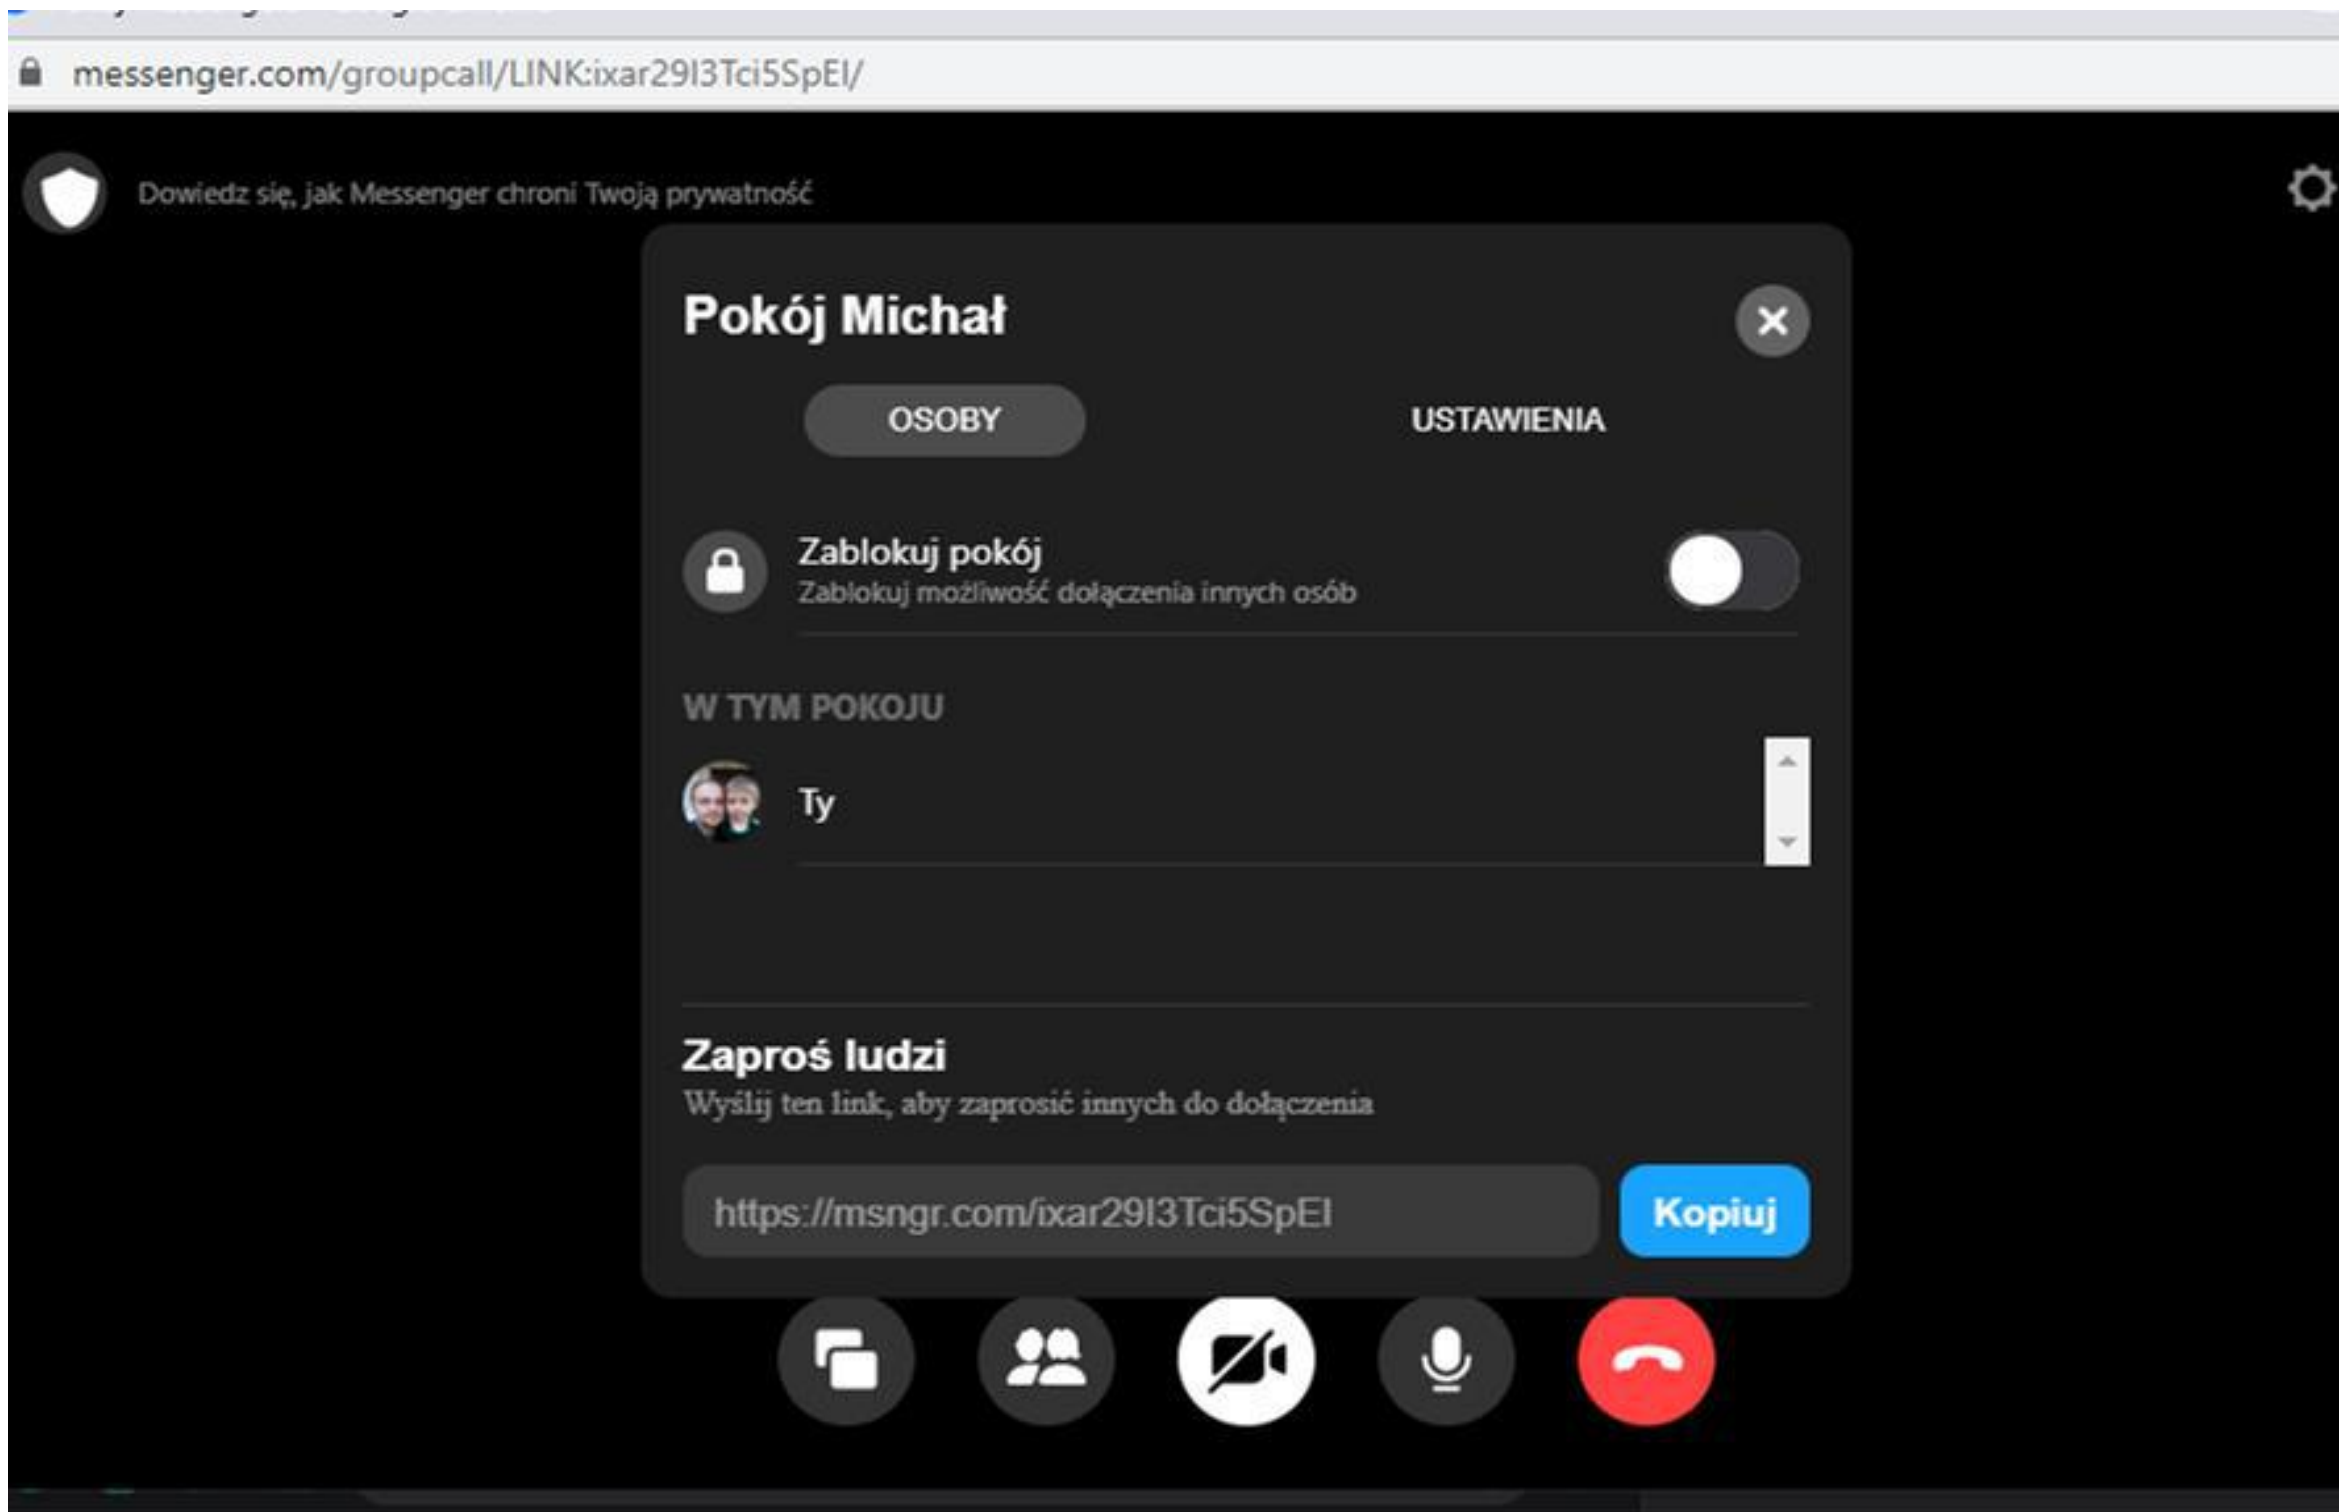 messenger.com/groupcall/LINK:ixar29I3Tci5SpEI/
Dowiedz się, jak Messenger chroni Twoją prywatność
Pokój Michał
OSOBY
USTAWIENIA
Zablokuj pokój
Zablokuj możliwość dołączenia innych osób
W TYM POKOJU
Ty
Zaproś ludzi
Wyślij ten link, aby zaprosić innych do dołączenia
https://msngr.com/ixar29I3Tci5SpEI
Kopiuj